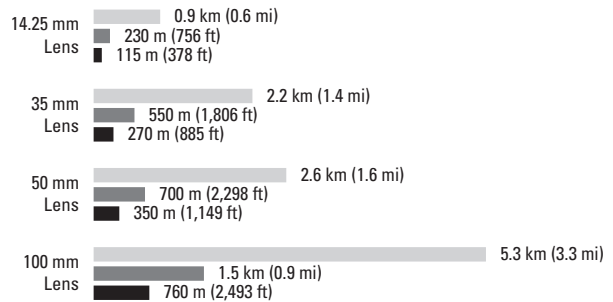 14.25 mm
Lens
0.9 km (0.6 mi)
230 m (756 ft)
115 m (378 ft)
35 mm
Lens
2.2 km (1.4 mi)
550 m (1,806 ft)
270 m (885 ft)
50 mm
Lens
2.6 km (1.6 mi)
700 m (2,298 ft)
350 m (1,149 ft)
100 mm
Lens
5.3 km (3.3 mi)
1.5 km (0.9 mi)
760 m (2,493 ft)